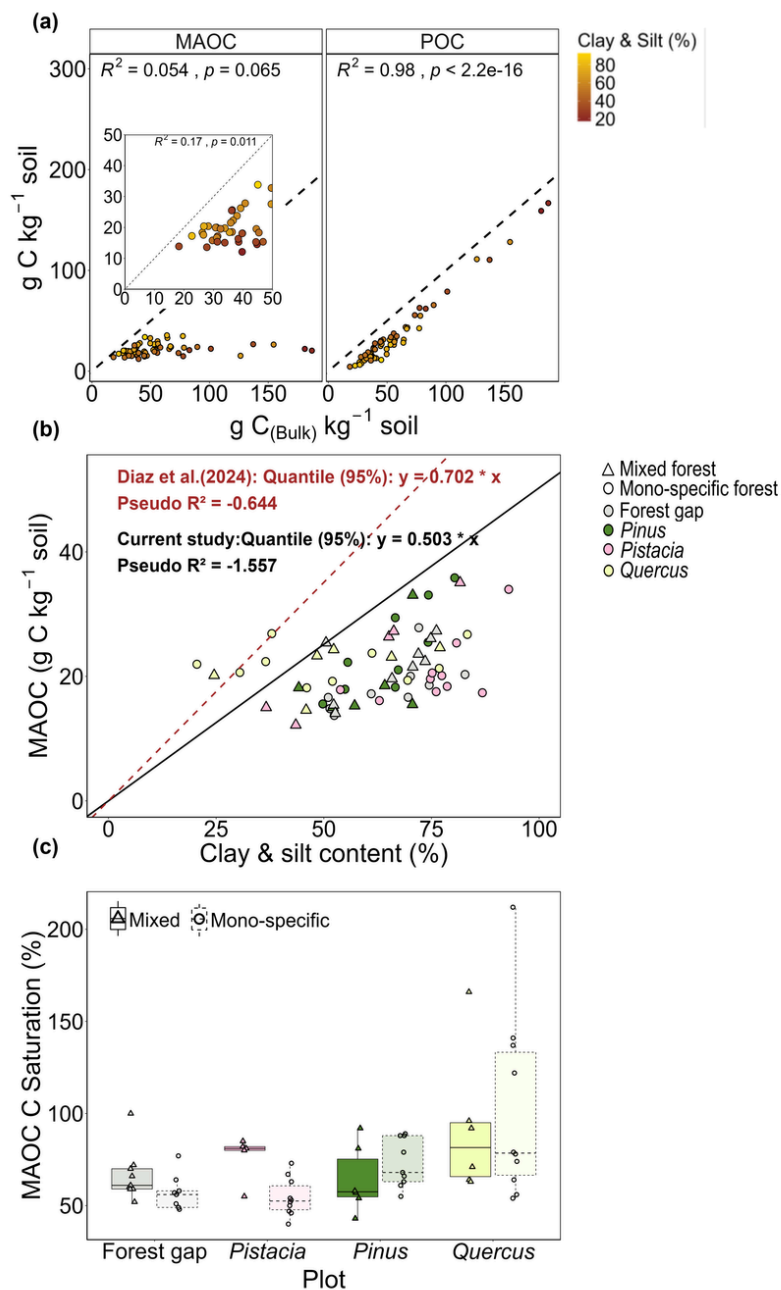 (a)
MAOC
POC
Clay & Silt (%)
80
60
40
20
R² = 0.054 , p = 0.065
R² = 0.98 , p < 2.2e-16
300
200
100
0
g C kg⁻¹ soil
R² = 0.17 , p = 0.011
50
40
30
20
10
0
0 10 20 30 40 50
0 50 100 150
0 50 100 150
g C(Bulk) kg⁻¹ soil
(b)
Diaz et al.(2024): Quantile (95%): y = 0.702 * x
Pseudo R² = -0.644
Current study:Quantile (95%): y = 0.503 * x
Pseudo R² = -1.557
Mixed forest
Mono-specific forest
Forest gap
Pinus
Pistacia
Quercus
MAOC (g C kg⁻¹ soil)
40
20
0
0 25 50 75 100
Clay & silt content (%)
(c)
Mixed
Mono-specific
MAOC C Saturation (%)
200
150
100
50
Forest gap Pistacia Pinus Quercus
Plot